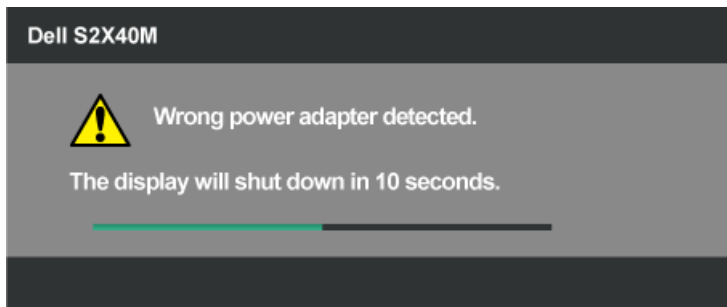 Dell S2X40M
Wrong power adapter detected.
The display will shut down in 10 seconds.